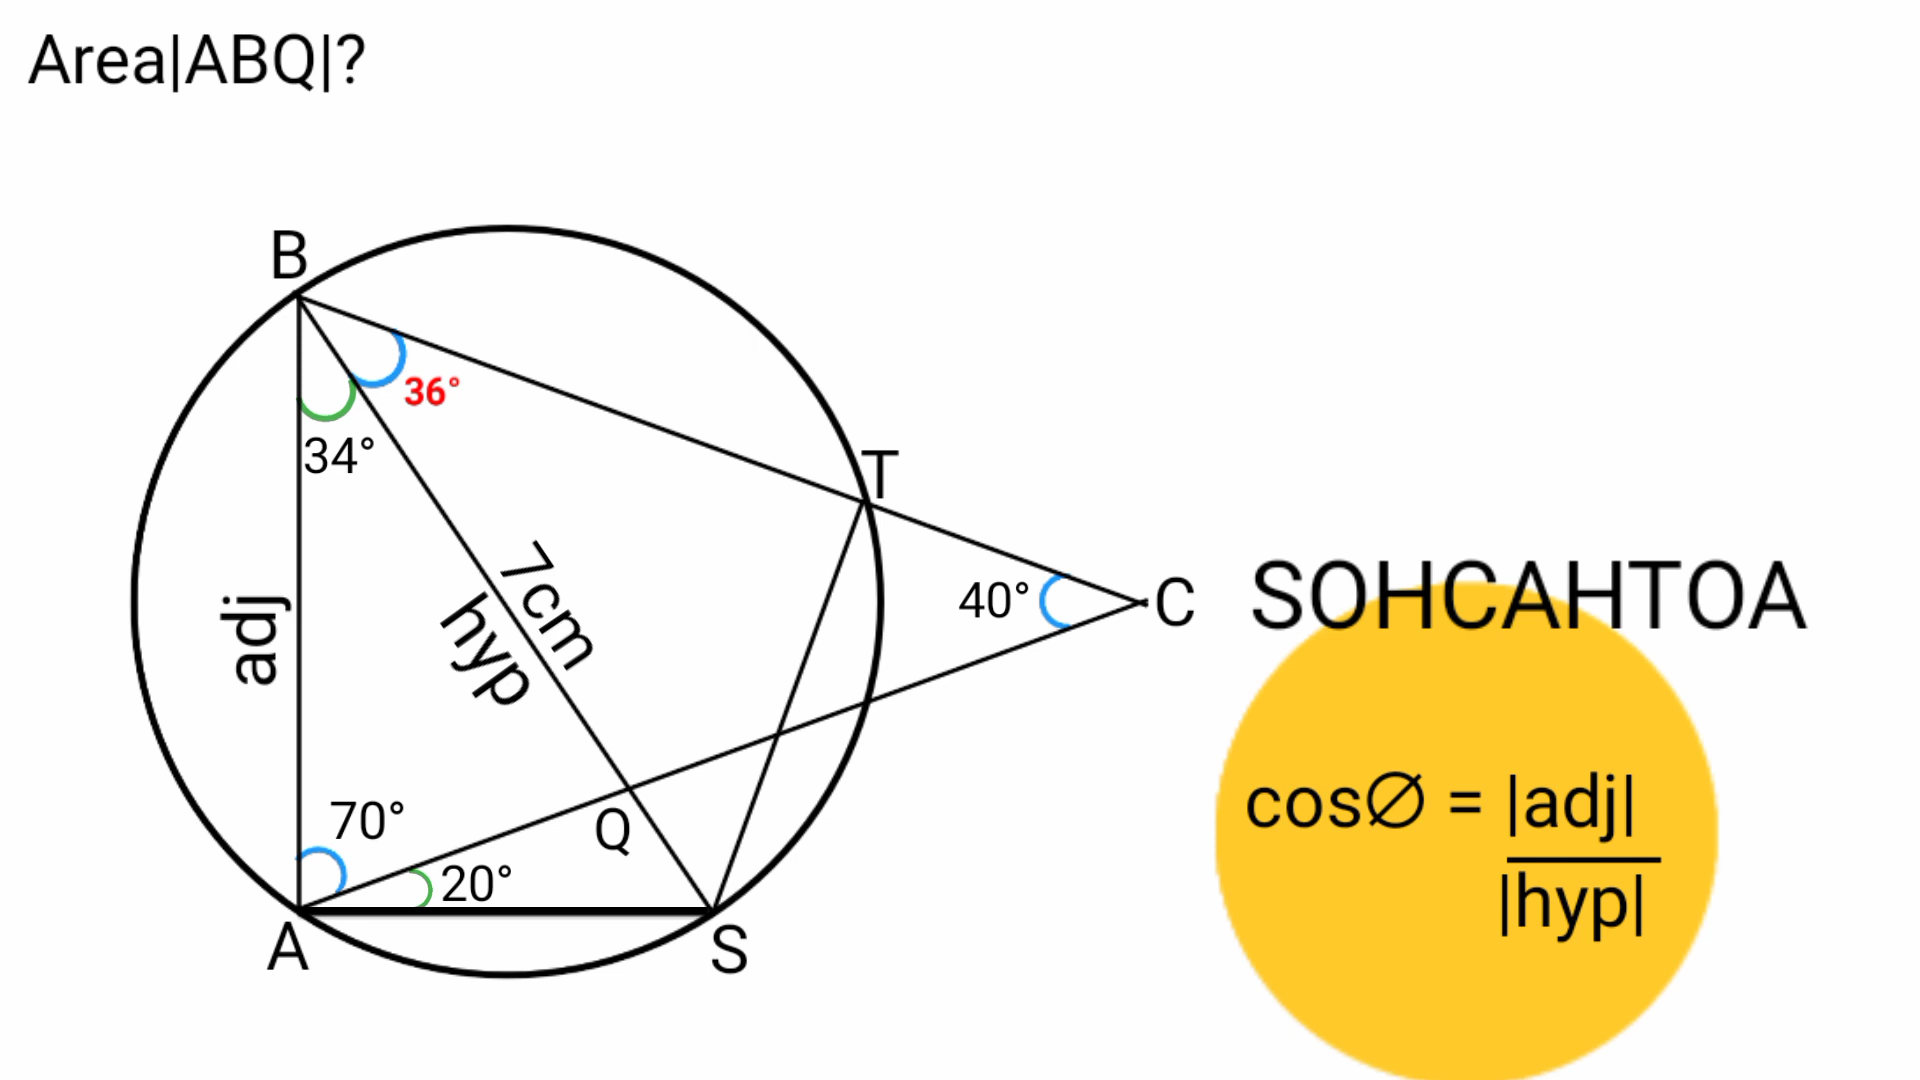 Area|ABQ|?
B
36°
34°
T
7cm
hyp
adj
40°
C
SOHCAHTOA
70°
Q
20°
A
S
cos∅ = |adj|
|hyp|